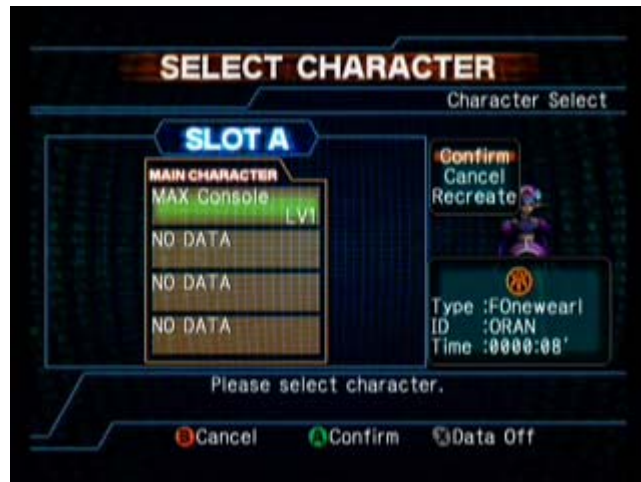 SELECT CHARACTER
Character Select
SLOT A
MAIN CHARACTER
MAX Console
LV1
NO DATA
NO DATA
NO DATA
Confirm
Cancel
Recreate
Type :FOnewearl
ID :ORAN
Time :0000:08'
Please select character.
B Cancel A Confirm X Data Off